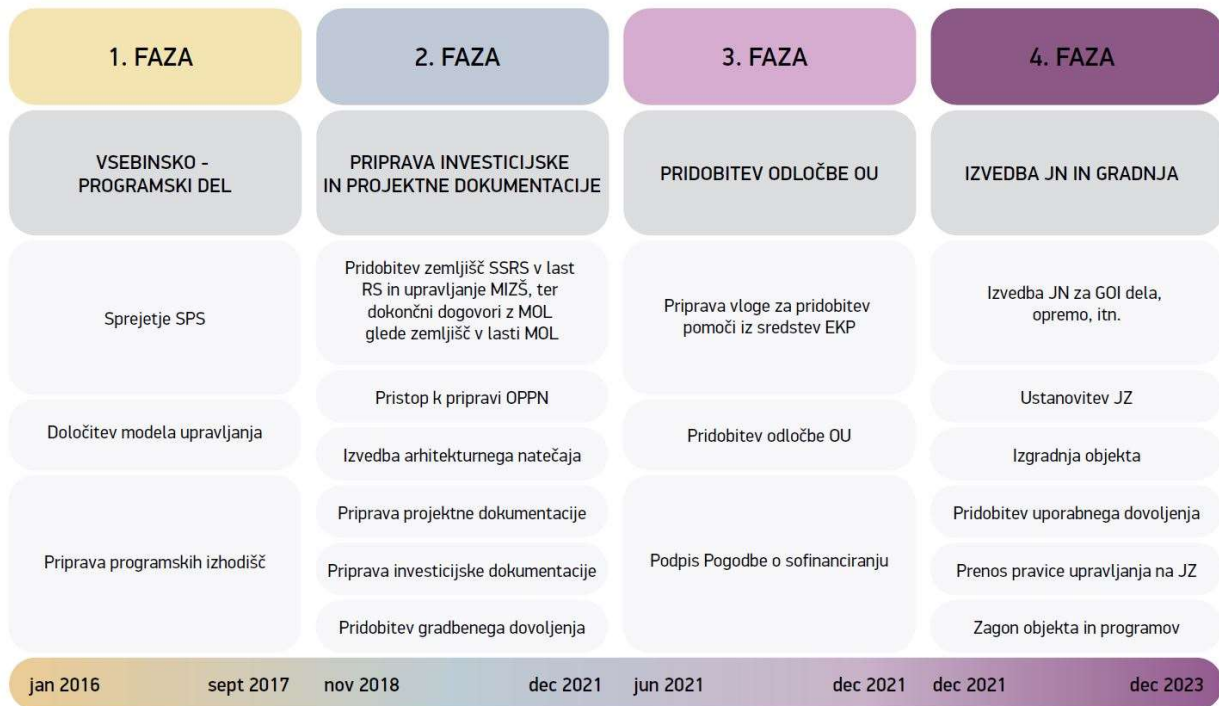 1. FAZA
VSEBINSKO -
PROGRAMSKI DEL
Sprejetje SPS
Določitev modela upravljanja
Priprava programskih izhodišč
2. FAZA
PRIPRAVA INVESTICIJSKE
IN PROJEKTNE DOKUMENTACIJE
Pridobitev zemljišč SSRS v last
RS in upravljanje MIZŠ, ter
dokončni dogovori z MOL
glede zemljišč v lasti MOL
Pristop k pripravi OPPN
Izvedba arhitekturnega natečaja
Priprava projektne dokumentacije
Priprava investicijske dokumentacije
Pridobitev gradbenega dovoljenja
3. FAZA
PRIDOBITEV ODLOČBE OU
Priprava vloge za pridobitev
pomoči iz sredstev EKP
Pridobitev odločbe OU
Podpis Pogodbe o sofinanciranju
4. FAZA
IZVEDBA JN IN GRADNJA
Izvedba JN za GOI dela,
opremo, itn.
Ustanovitev JZ
Izgradnja objekta
Pridobitev uporabnega dovoljenja
Prenos pravice upravljanja na JZ
Zagon objekta in programov
jan 2016 sept 2017 nov 2018 dec 2021 jun 2021 dec 2021 dec 2021 dec 2023